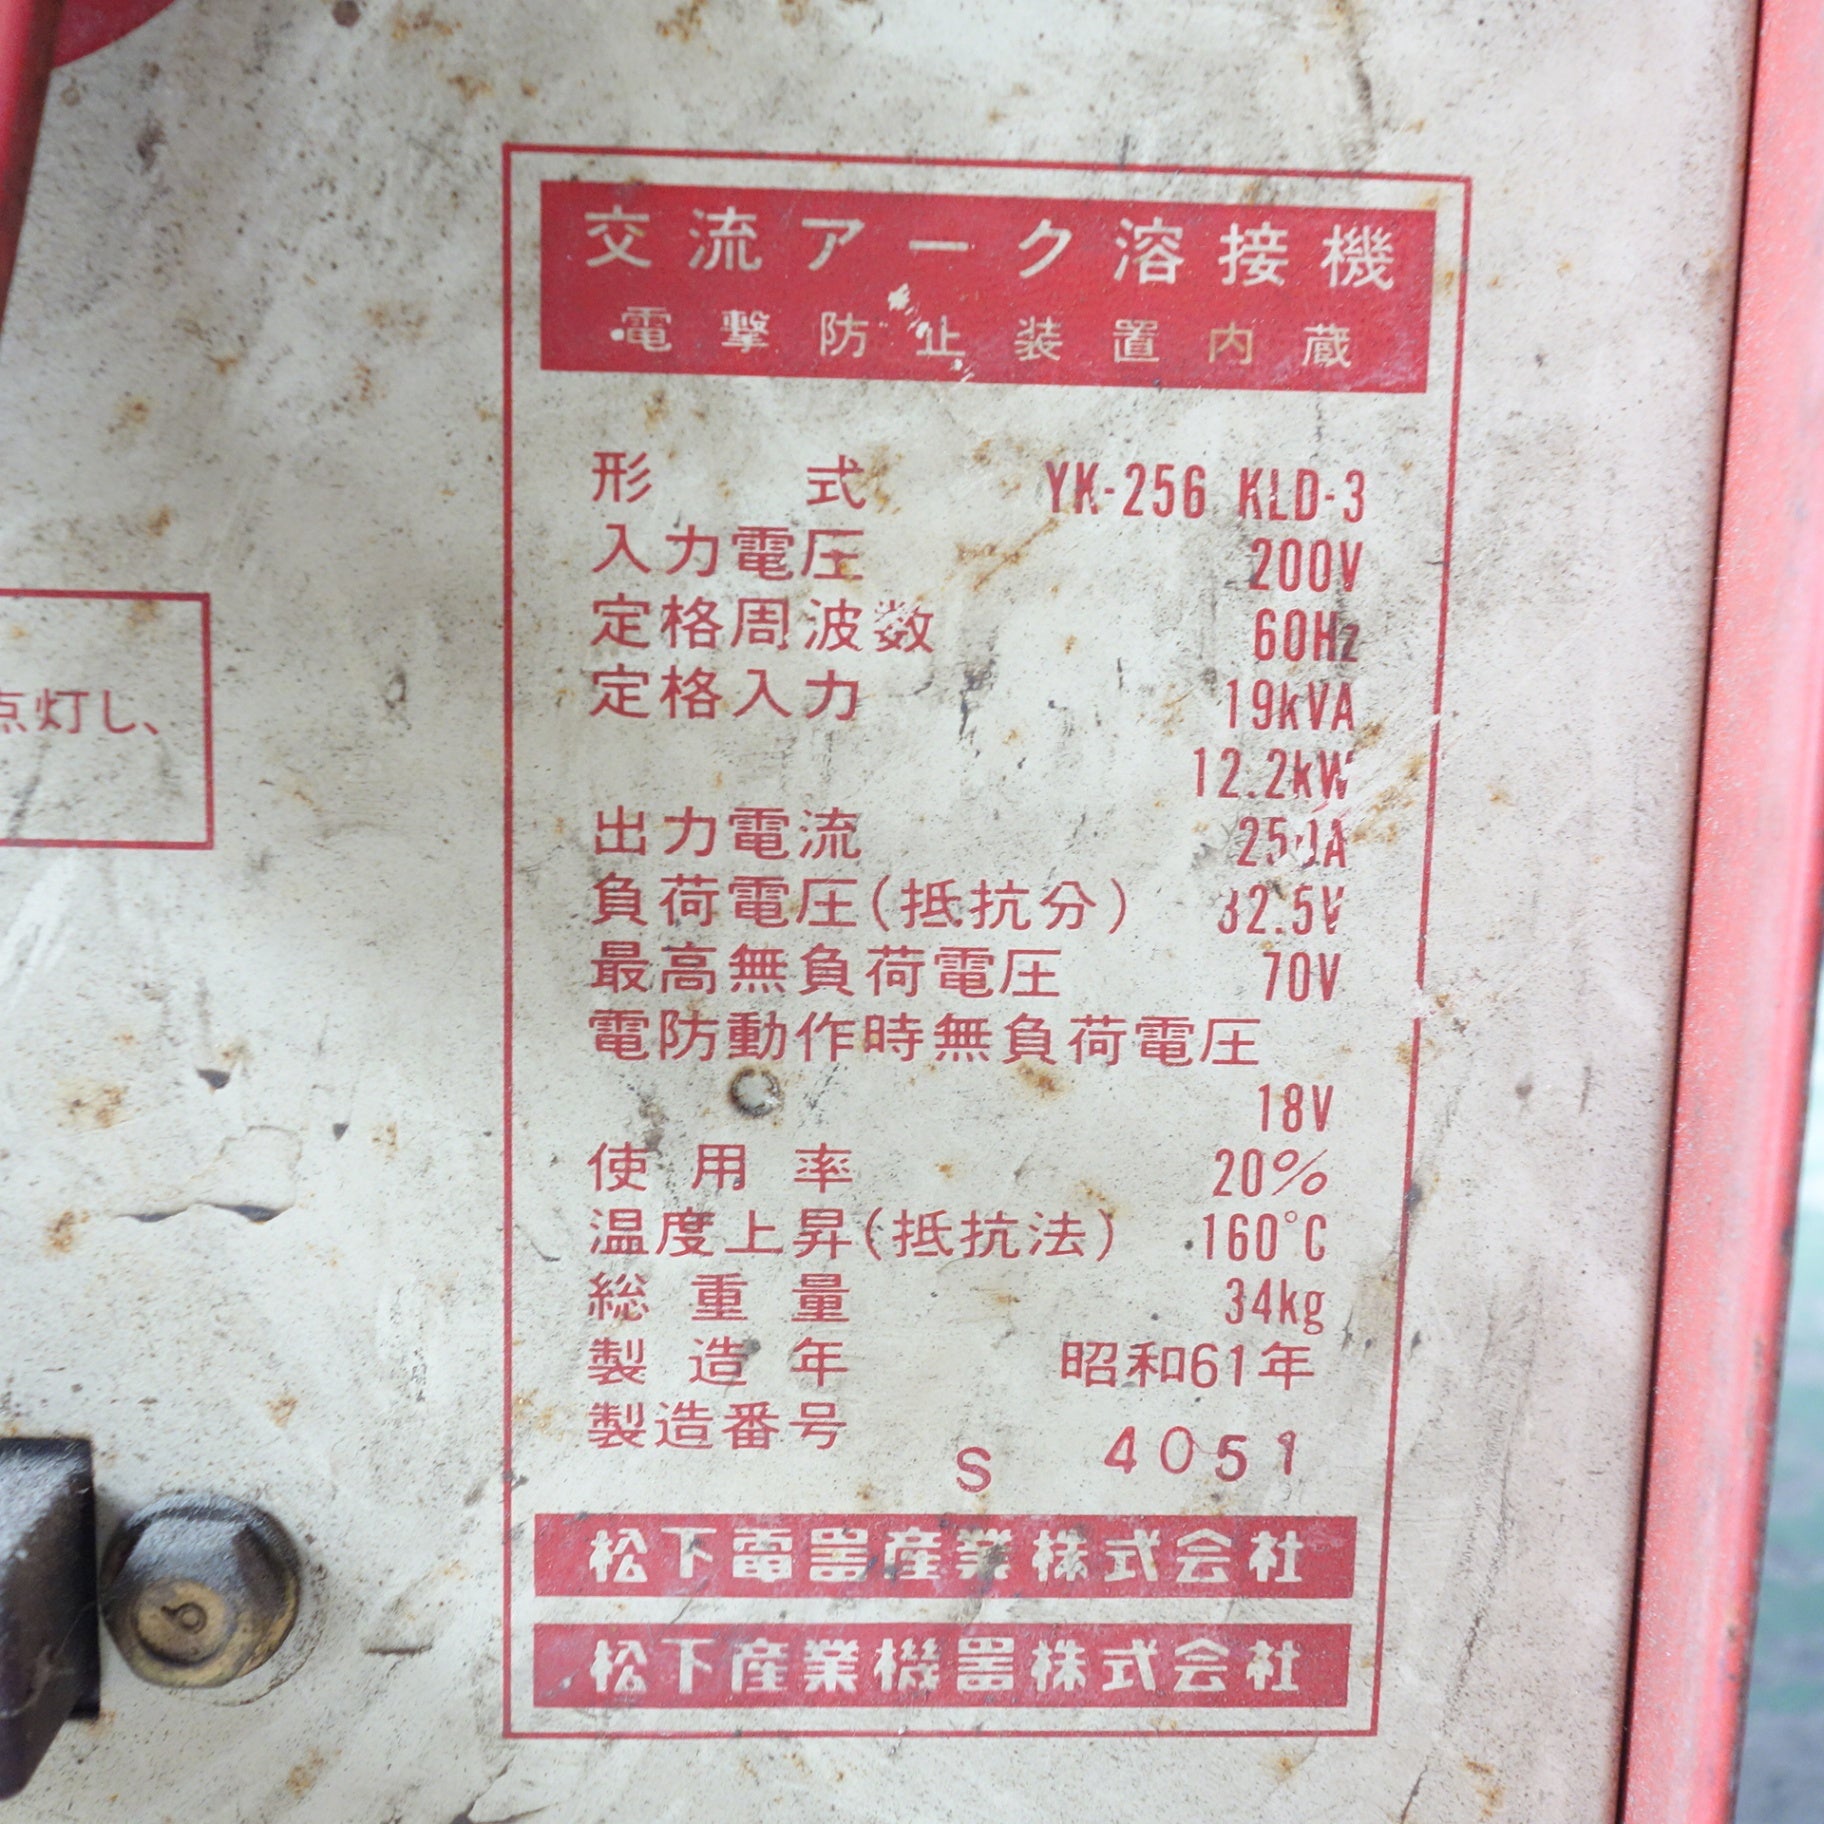 交流アーク溶接機
電撃防止装置内蔵
形式 YK-256 KLD-3
入力電圧 200V
定格周波数 60Hz
定格入力 19kVA
12.2kW
出力電流 250A
負荷電圧(抵抗分) 32.5V
最高無負荷電圧 70V
電防動作時無負荷電圧
18V
使用率 20%
温度上昇(抵抗法) 160°C
総重量 34kg
製造年 昭和61年
製造番号 S 4051
松下電器産業株式会社
松下産業機器株式会社
点灯し、